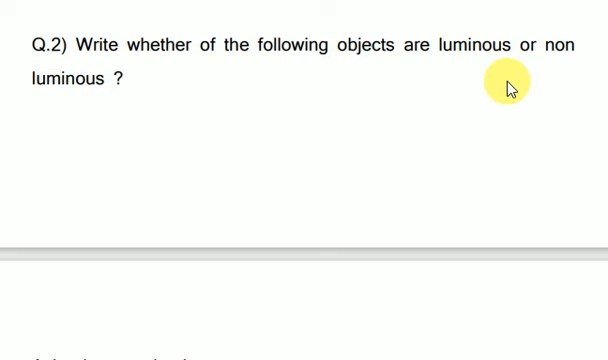 Q.2) Write whether of the following objects are luminous or non
luminous ?